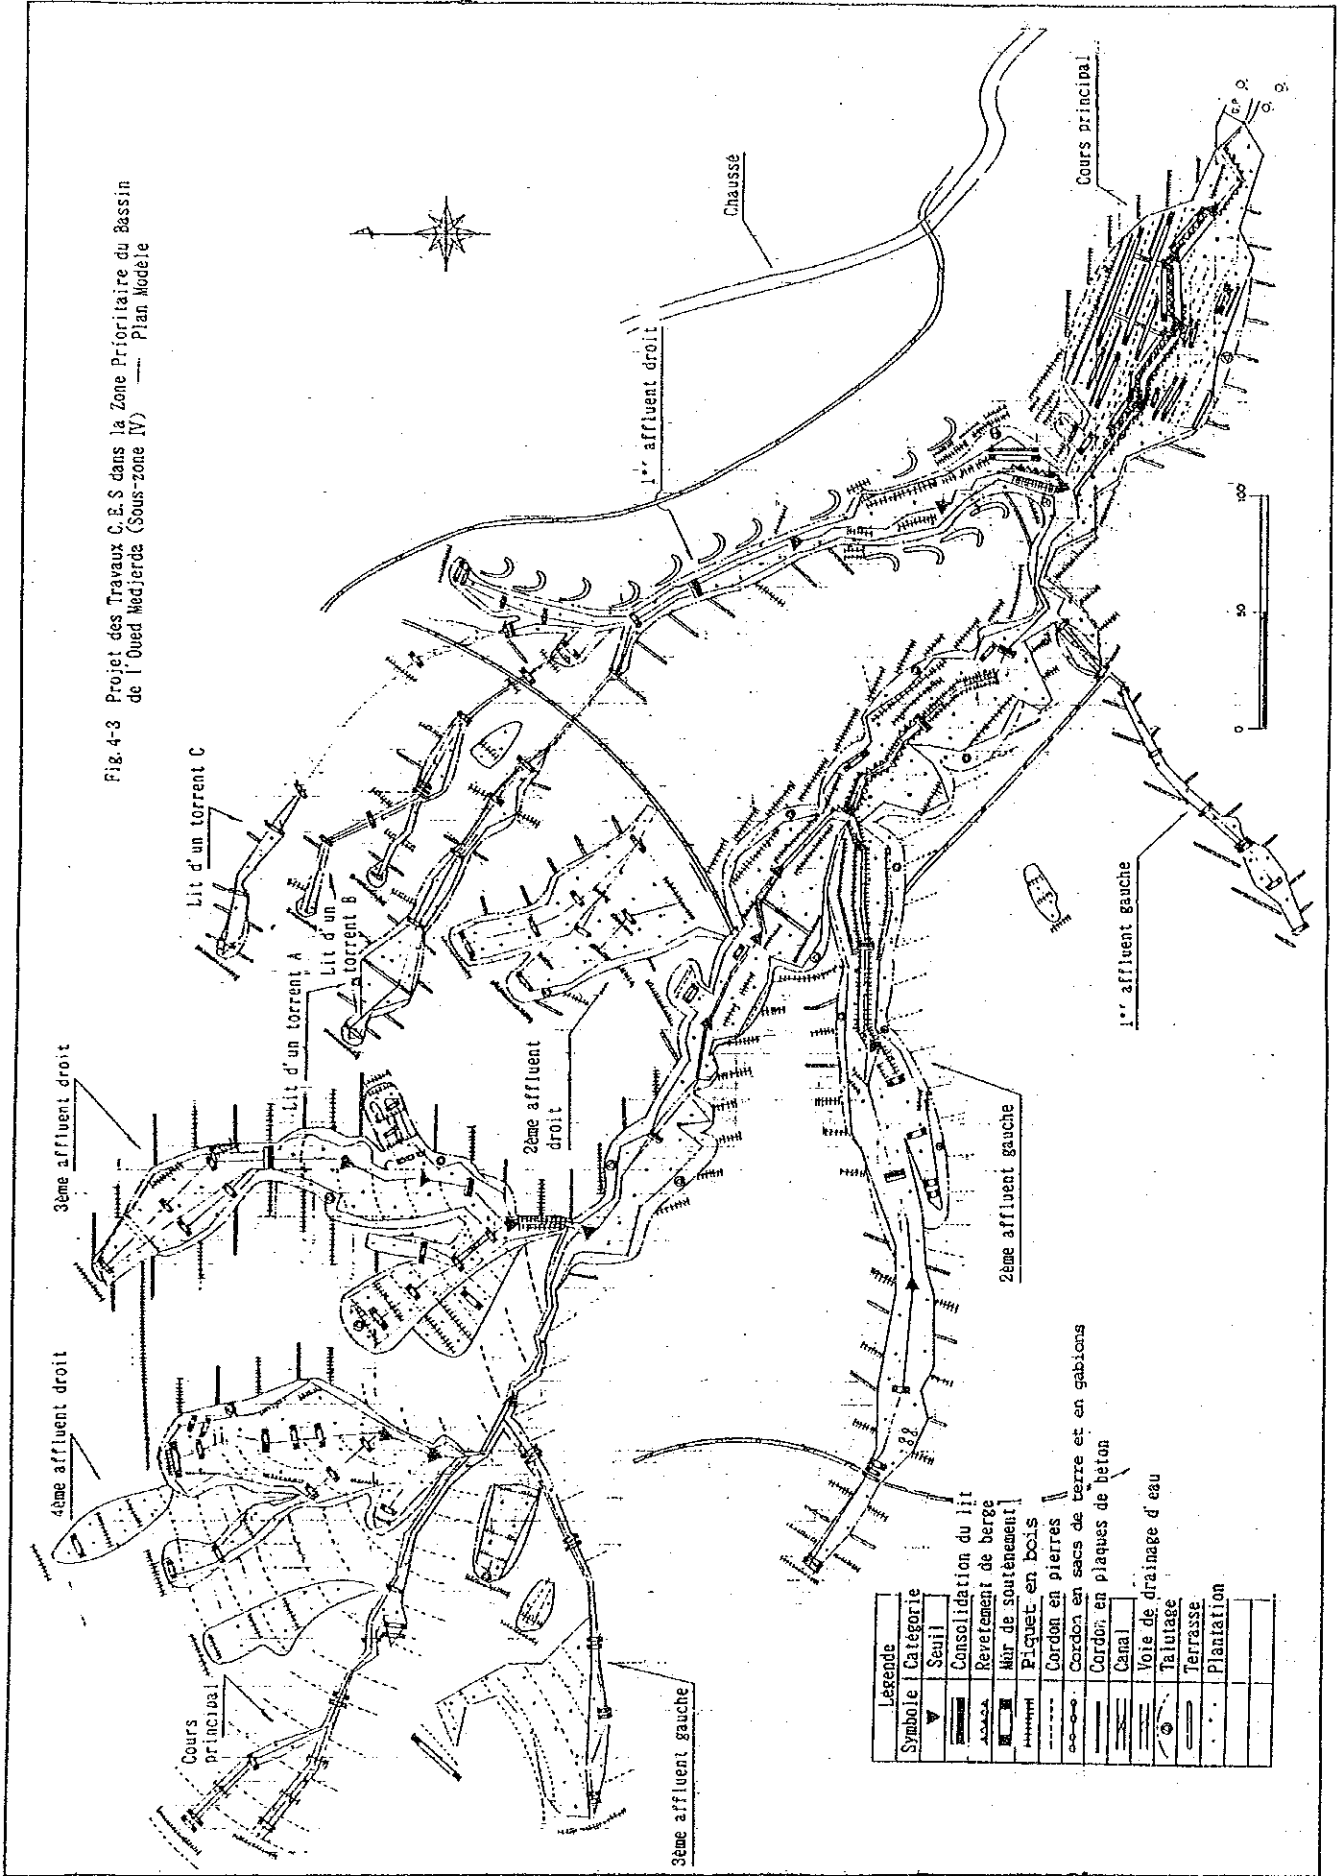 Fig. 4-3 Projet des Travaux C.E.S dans la Zone Prioritaire du Bassin
de l'Oued Medjerda (Sous-zone IV) — Plan Modèle
Lit d'un torrent C
Lit d'un torrent A
Lit d'un
torrent B
3ème affluent droit
4ème affluent droit
2ème affluent
droit
1er affluent droit
Chaussé
Cours principal
Cours
principal
1er affluent gauche
2ème affluent gauche
3ème affluent gauche
0 50 100
Légende
Symbole Catégorie
Seuil
Consolidation du lit
Revetement de berge
Mur de soutènement
Piquet en bois
Cordon en pierres
Cordon en sacs de terre et en gabions
Cordon en plaques de béton
Canal
Voie de drainage d'eau
Talutage
Terrasse
Plantation